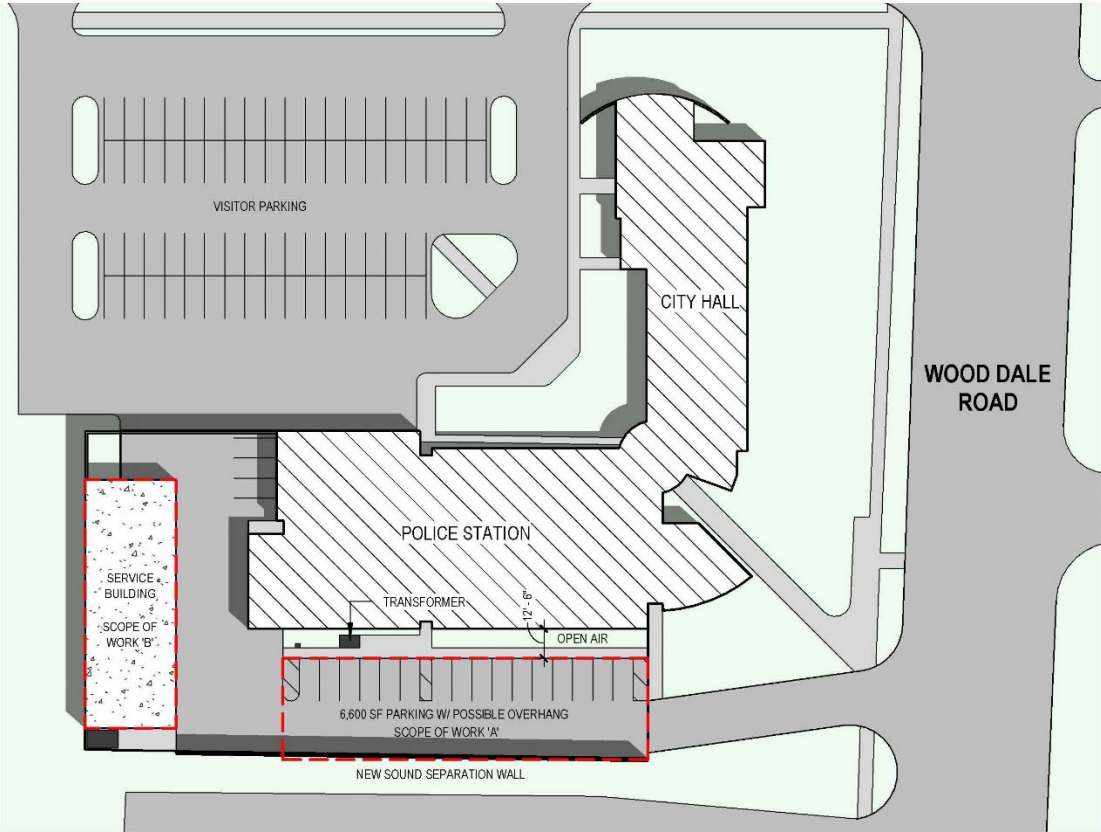 VISITOR PARKING
CITY HALL
WOOD DALE
ROAD
POLICE STATION
SERVICE
BUILDING
SCOPE OF
WORK 'B'
TRANSFORMER
12' - 6"
OPEN AIR
6,600 SF PARKING W/ POSSIBLE OVERHANG
SCOPE OF WORK 'A'
NEW SOUND SEPARATION WALL